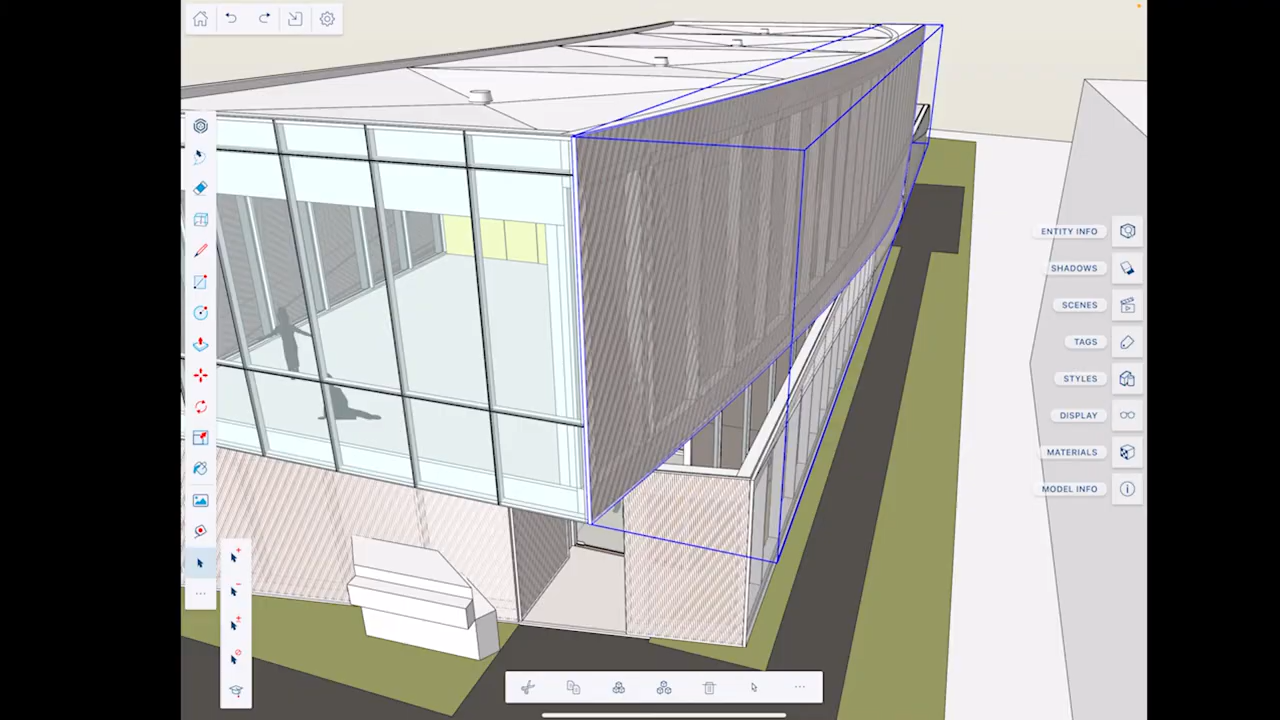 ENTITY INFO
SHADOWS
SCENES
TAGS
STYLES
DISPLAY
MATERIALS
MODEL INFO